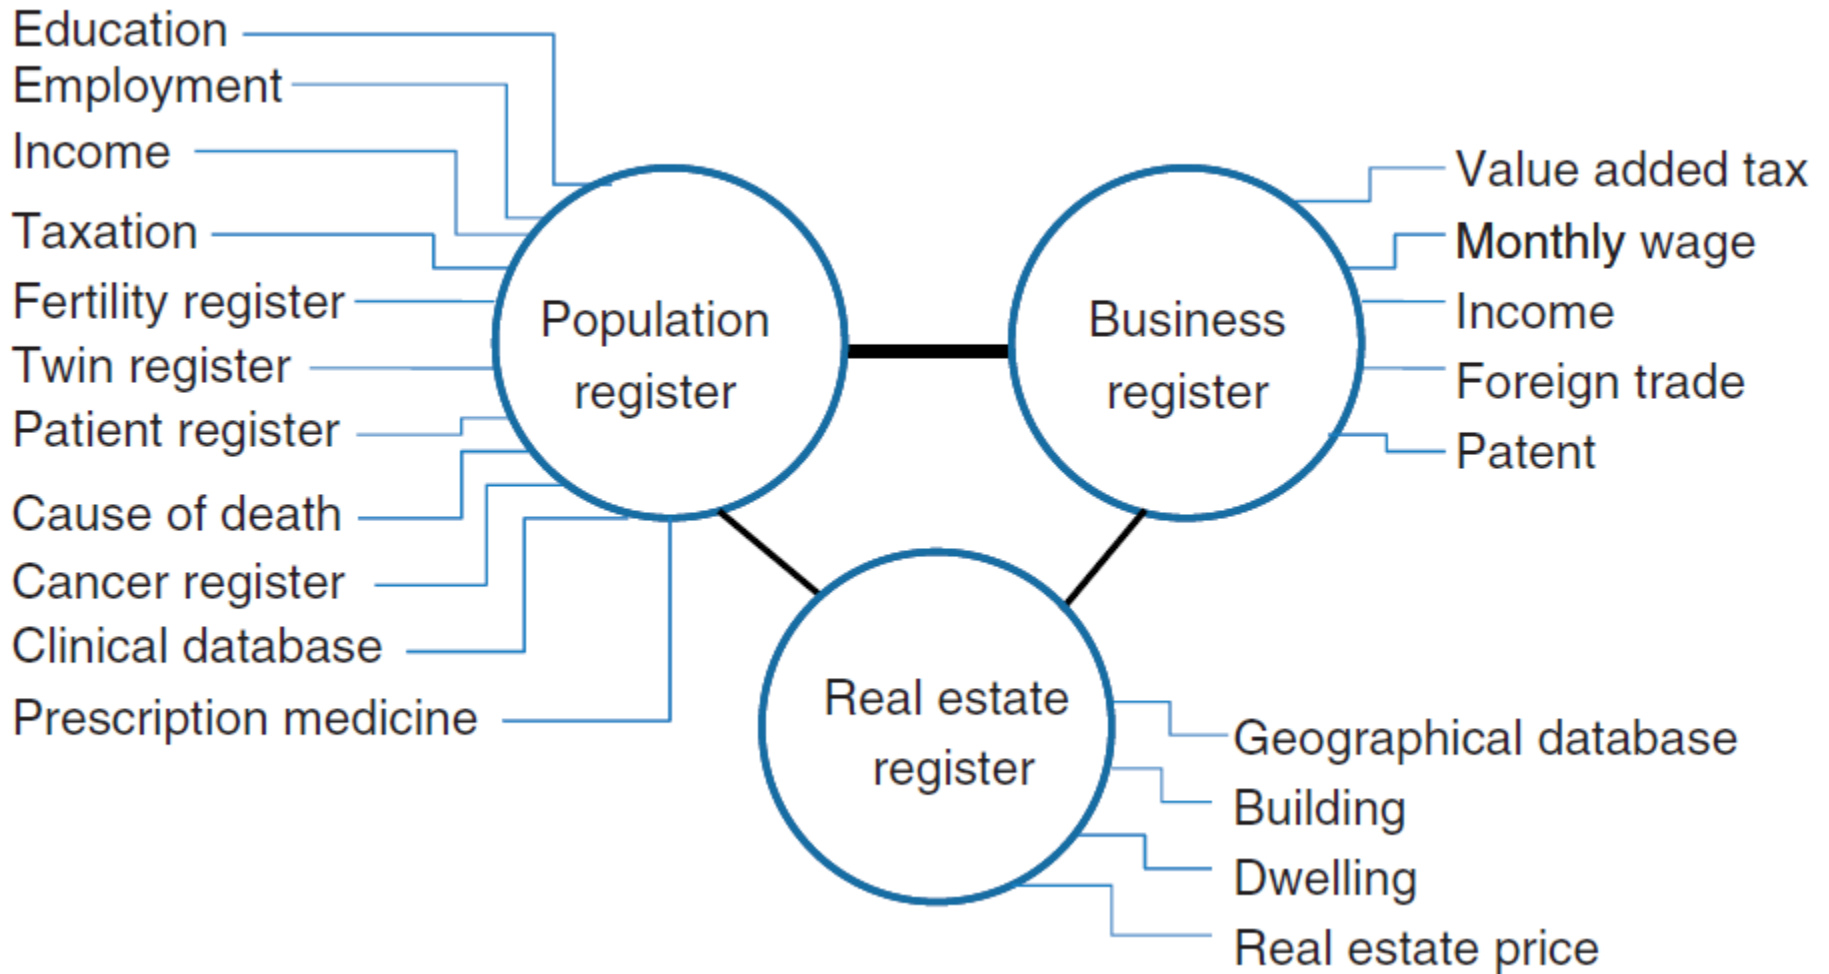 Education
Employment
Income
Taxation
Fertility register
Twin register
Patient register
Cause of death
Cancer register
Clinical database
Prescription medicine
Population
register
Business
register
Value added tax
Monthly wage
Income
Foreign trade
Patent
Real estate
register
Geographical database
Building
Dwelling
Real estate price